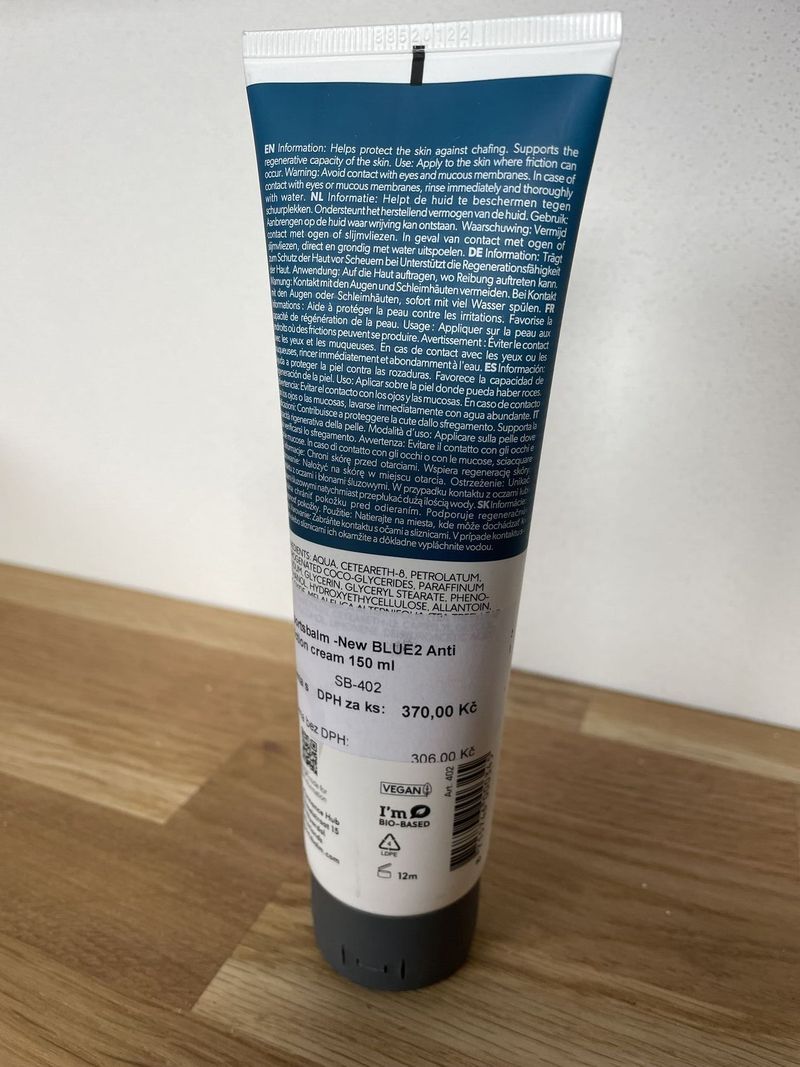 33520122
EN Information: Helps protect the skin against chafing. Supports the
regenerative capacity of the skin. Use: Apply to the skin where friction can
occur. Warning: Avoid contact with eyes and mucous membranes. In case of
contact with eyes or mucous membranes, rinse immediately and thoroughly
with water. NL Informatie: Helpt de huid te beschermen tegen
schuurplekken. Ondersteunt het herstellend vermogen van de huid. Gebruik:
Aanbrengen op de huid waar wrijving kan ontstaan. Waarschuwing: Vermijd
contact met ogen of slijmvliezen. In geval van contact met ogen of
slijmvliezen, direct en grondig met water uitspoelen. DE Information: Trägt
zum Schutz der Haut vor Scheuern bei Unterstützt die Regenerationsfähigkeit
der Haut. Anwendung: Auf die Haut auftragen, wo Reibung auftreten kann.
Warnung: Kontakt mit den Augen und Schleimhäuten vermeiden. Bei Kontakt
mit den Augen oder Schleimhäuten, sofort mit viel Wasser spülen. FR
Informations : Aide à protéger la peau contre les irritations. Favorise la
capacité de régénération de la peau. Usage : Appliquer sur la peau aux
endroits où des frictions peuvent se produire. Avertissement : Éviter le contact
les yeux et les muqueuses. En cas de contact avec les yeux ou les
muqueuses, rincer immédiatement et abondamment à l'eau. ES Información:
a proteger la piel contra las rozaduras. Favorece la capacidad de
de la piel. Uso: Aplicar sobre la piel donde pueda haber roces.
Evitar el contacto con los ojos y las mucosas. En caso de contacto
los ojos o las mucosas, lavarse inmediatamente con agua abundante. IT
Contribuisce a proteggere la cute dallo sfregamento. Supporta la
rigenerativa della pelle. Modalità d'uso: Applicare sulla pelle dove
lo sfregamento. Avvertenza: Evitare il contatto con gli occhi e
mucose. In caso di contatto con gli occhi o con le mucose, sciacquare
Chroni skórę przed otarciami. Wspiera regenerację skóry.
Nałożyć na skórę w miejscu otarcia. Ostrzeżenie: Unikać
z oczami i błonami śluzowymi. W przypadku kontaktu z oczami lub
śluzowymi natychmiast przepłukać dużą ilością wody. SK Informácie:
chrániť pokožku pred odieraním. Podporuje regeneračnú
pokožky. Použitie: Natierajte na miesta, kde môže dochádzať k
Zabráňte kontaktu s očami a sliznicami. V prípade kontaktu s
sliznicami ich okamžite a dôkladne vypláchnite vodou.
AQUA, CETEARETH-8, PETROLATUM,
COCO-GLYCERIDES, PARAFFINUM
GLYCERIN, GLYCERYL STEARATE, PHENO-
HYDROXYETHYCELLULOSE, ALLANTOIN,
-New BLUE2 Anti
cream 150 ml
SB-402
s DPH za ks: 370,00 Kč
bez DPH:
306,00 Kč
Art. 402
VEGAN
I'm
BIO-BASED
4
LDPE
12m
Hub
15